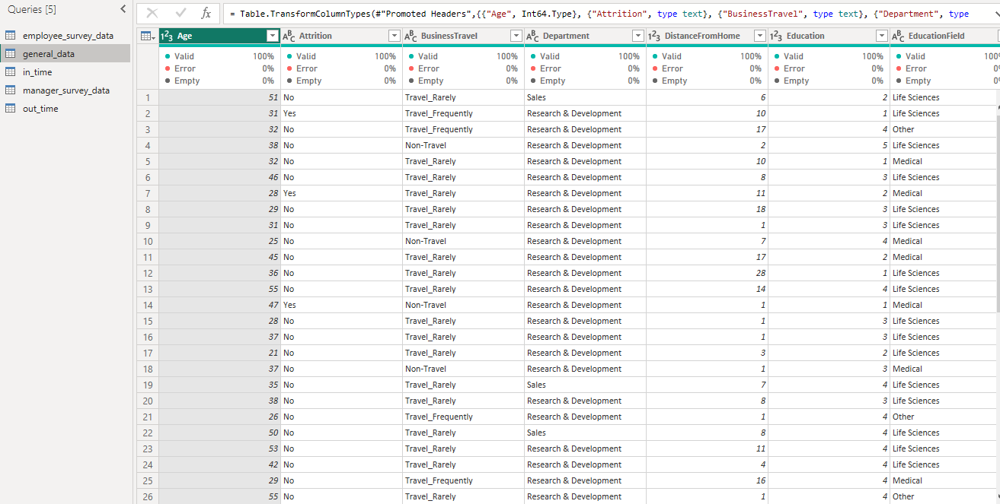 Queries [5]
employee_survey_data
general_data
in_time
manager_survey_data
out_time
fx = Table.TransformColumnTypes(#"Promoted Headers",{{"Age", Int64.Type}, {"Attrition", type text}, {"BusinessTravel", type text}, {"Department", type
1²3 Age ABC Attrition ABC BusinessTravel ABC Department 1²3 DistanceFromHome 1²3 Education ABC EducationField
Valid 100% Valid 100% Valid 100% Valid 100% Valid 100% Valid 100% Valid 100
Error 0% Error 0% Error 0% Error 0% Error 0% Error 0% Error 0
Empty 0% Empty 0% Empty 0% Empty 0% Empty 0% Empty 0% Empty 0
1 51 No Travel_Rarely Sales 6 2 Life Sciences
2 31 Yes Travel_Frequently Research & Development 10 1 Life Sciences
3 32 No Travel_Frequently Research & Development 17 4 Other
4 38 No Non-Travel Research & Development 2 5 Life Sciences
5 32 No Travel_Rarely Research & Development 10 1 Medical
6 46 No Travel_Rarely Research & Development 8 3 Life Sciences
7 28 Yes Travel_Rarely Research & Development 11 2 Medical
8 29 No Travel_Rarely Research & Development 18 3 Life Sciences
9 31 No Travel_Rarely Research & Development 1 3 Life Sciences
10 25 No Non-Travel Research & Development 7 4 Medical
11 45 No Travel_Rarely Research & Development 17 2 Medical
12 36 No Travel_Rarely Research & Development 28 1 Life Sciences
13 55 No Travel_Rarely Research & Development 14 4 Life Sciences
14 47 Yes Non-Travel Research & Development 1 1 Medical
15 28 No Travel_Rarely Research & Development 1 3 Life Sciences
16 37 No Travel_Rarely Research & Development 1 3 Life Sciences
17 21 No Travel_Rarely Research & Development 3 2 Life Sciences
18 37 No Non-Travel Research & Development 1 3 Medical
19 35 No Travel_Rarely Sales 7 4 Life Sciences
20 38 No Travel_Rarely Research & Development 8 3 Life Sciences
21 26 No Travel_Frequently Research & Development 1 4 Other
22 50 No Travel_Rarely Sales 8 4 Life Sciences
23 53 No Travel_Rarely Research & Development 11 4 Life Sciences
24 42 No Travel_Rarely Research & Development 4 4 Life Sciences
25 29 No Travel_Frequently Research & Development 16 4 Medical
26 55 No Travel_Rarely Research & Development 1 4 Other